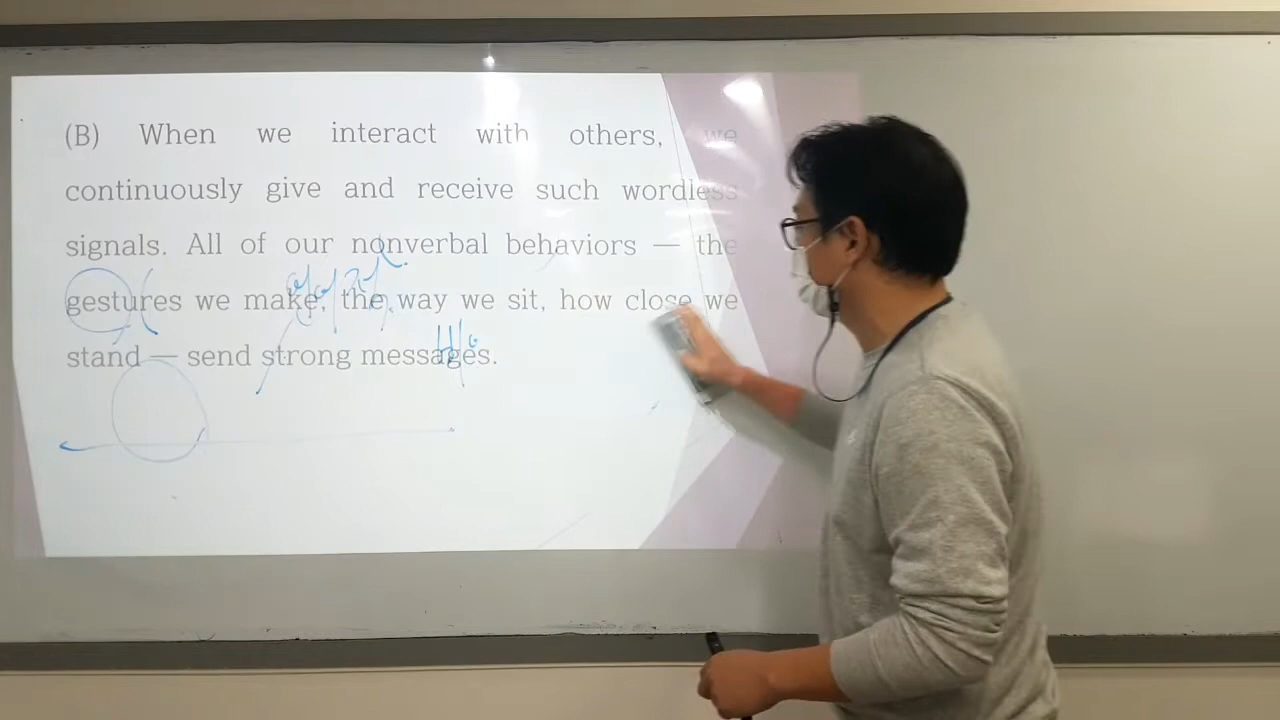 (B) When we interact with others, we
continuously give and receive such wordless
signals. All of our nonverbal behaviors — the
gestures we make, the way we sit, how close we
stand — send strong messages.